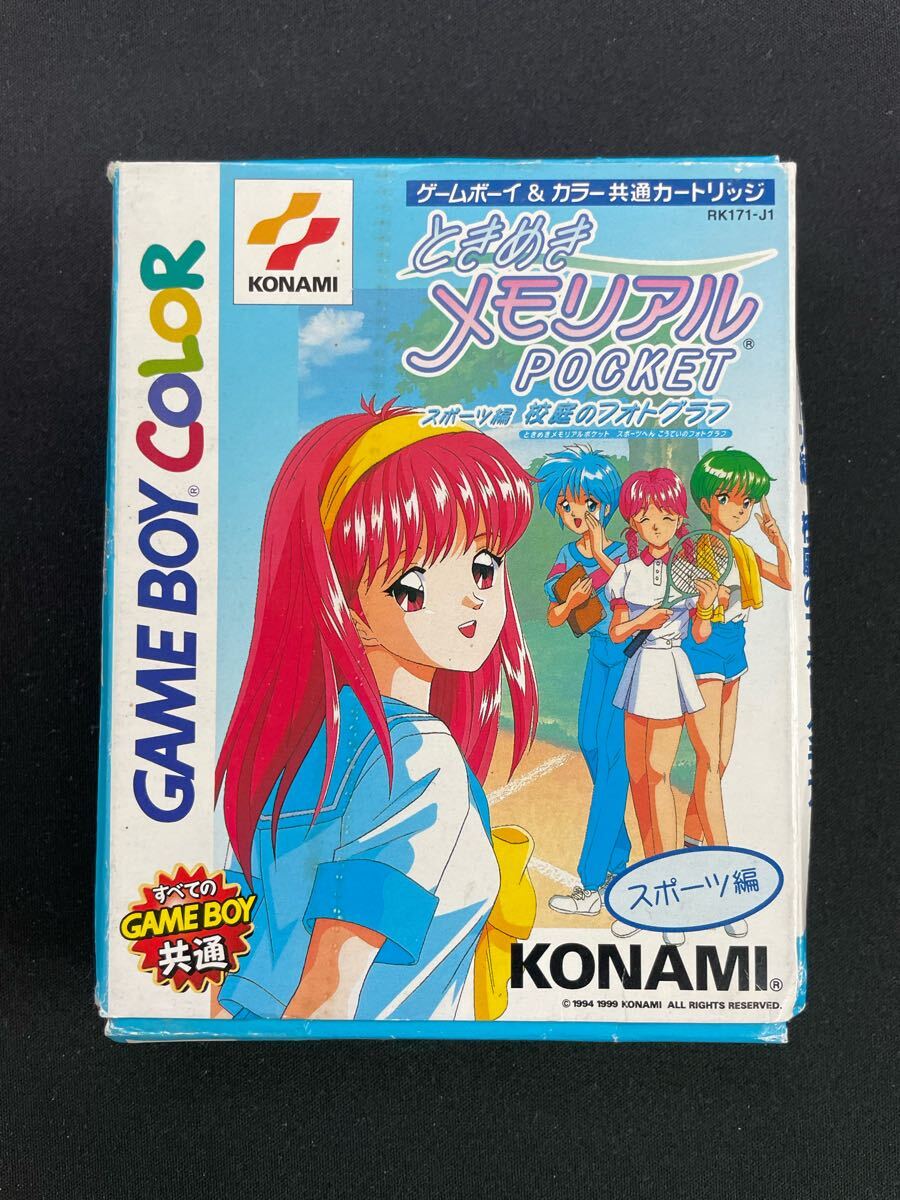 GAME BOY® COLOR
KONAMI
ゲームボーイ & カラー共通カートリッジ
RK171-J1
ときめき
メモリアル®
POCKET
スポーツ編 校庭のフォトグラフ
ときめきメモリアルポケット スポーツへん こうていのフォトグラフ
スポーツ編
すべての
GAME BOY
共通
KONAMI®
© 1994 1999 KONAMI ALL RIGHTS RESERVED.